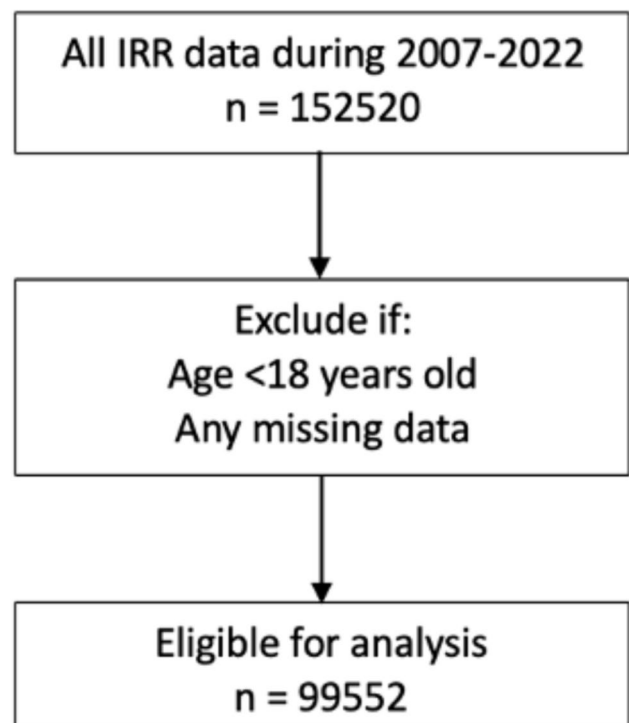 All IRR data during 2007-2022
n = 152520
Exclude if:
Age <18 years old
Any missing data
Eligible for analysis
n = 99552